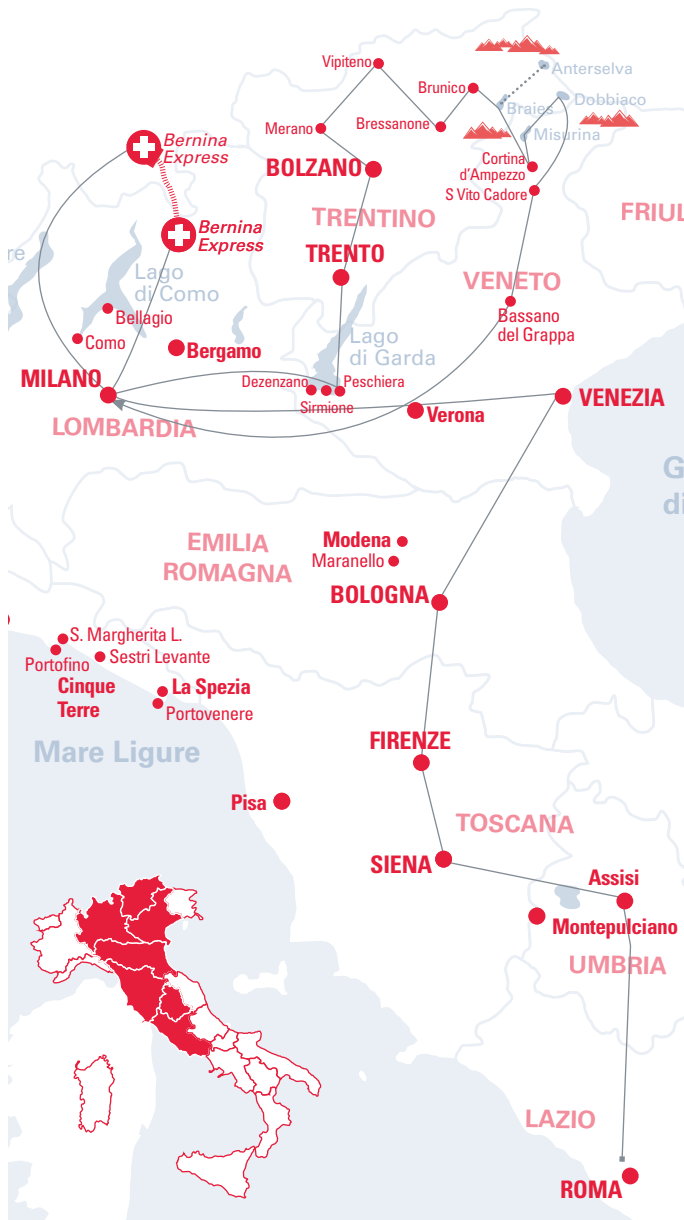 Vipiteno
Anterselva
Brunico
Dobbiaco
Braies
Merano
Bressanone
Misurina
Bernina
Express
BOLZANO
Cortina
d'Ampezzo
S Vito Cadore
TRENTINO
FRIUL
Bernina
Express
re
TRENTO
VENETO
Lago
di Como
Bellagio
Bassano
del Grappa
Como
Bergamo
Lago
di Garda
MILANO
Dezenzano
Peschiera
Sirmione
VENEZIA
Verona
LOMBARDIA
G
di
EMILIA
ROMAGNA
Modena
Maranello
BOLOGNA
S. Margherita L.
Portofino
Sestri Levante
Cinque
Terre
La Spezia
Portovenere
FIRENZE
Mare Ligure
Pisa
TOSCANA
SIENA
Assisi
Montepulciano
UMBRIA
LAZIO
ROMA